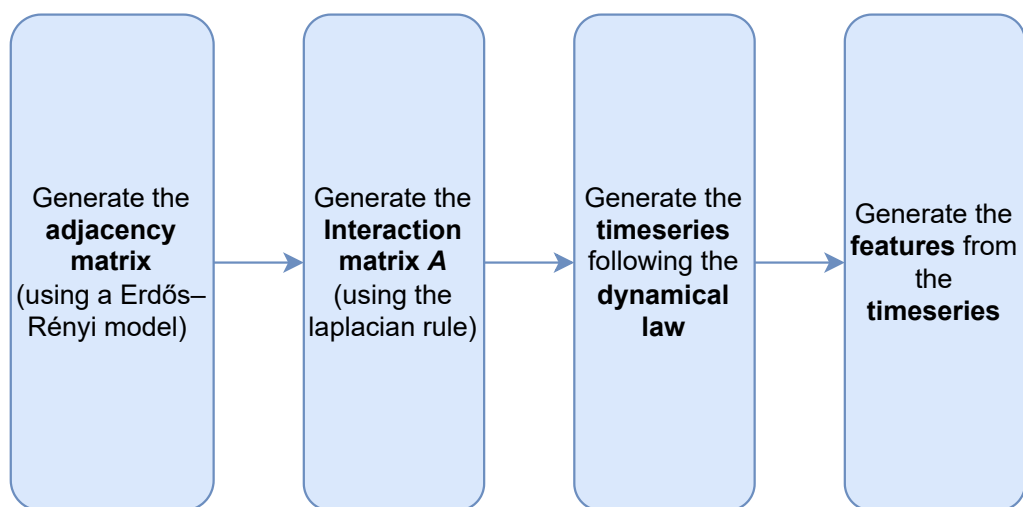 Generate the
adjacency
matrix
(using a Erdős–
Rényi model)
Generate the
Interaction
matrix A
(using the
laplacian rule)
Generate the
timeseries
following the
dynamical
law
Generate the
features from
the
timeseries